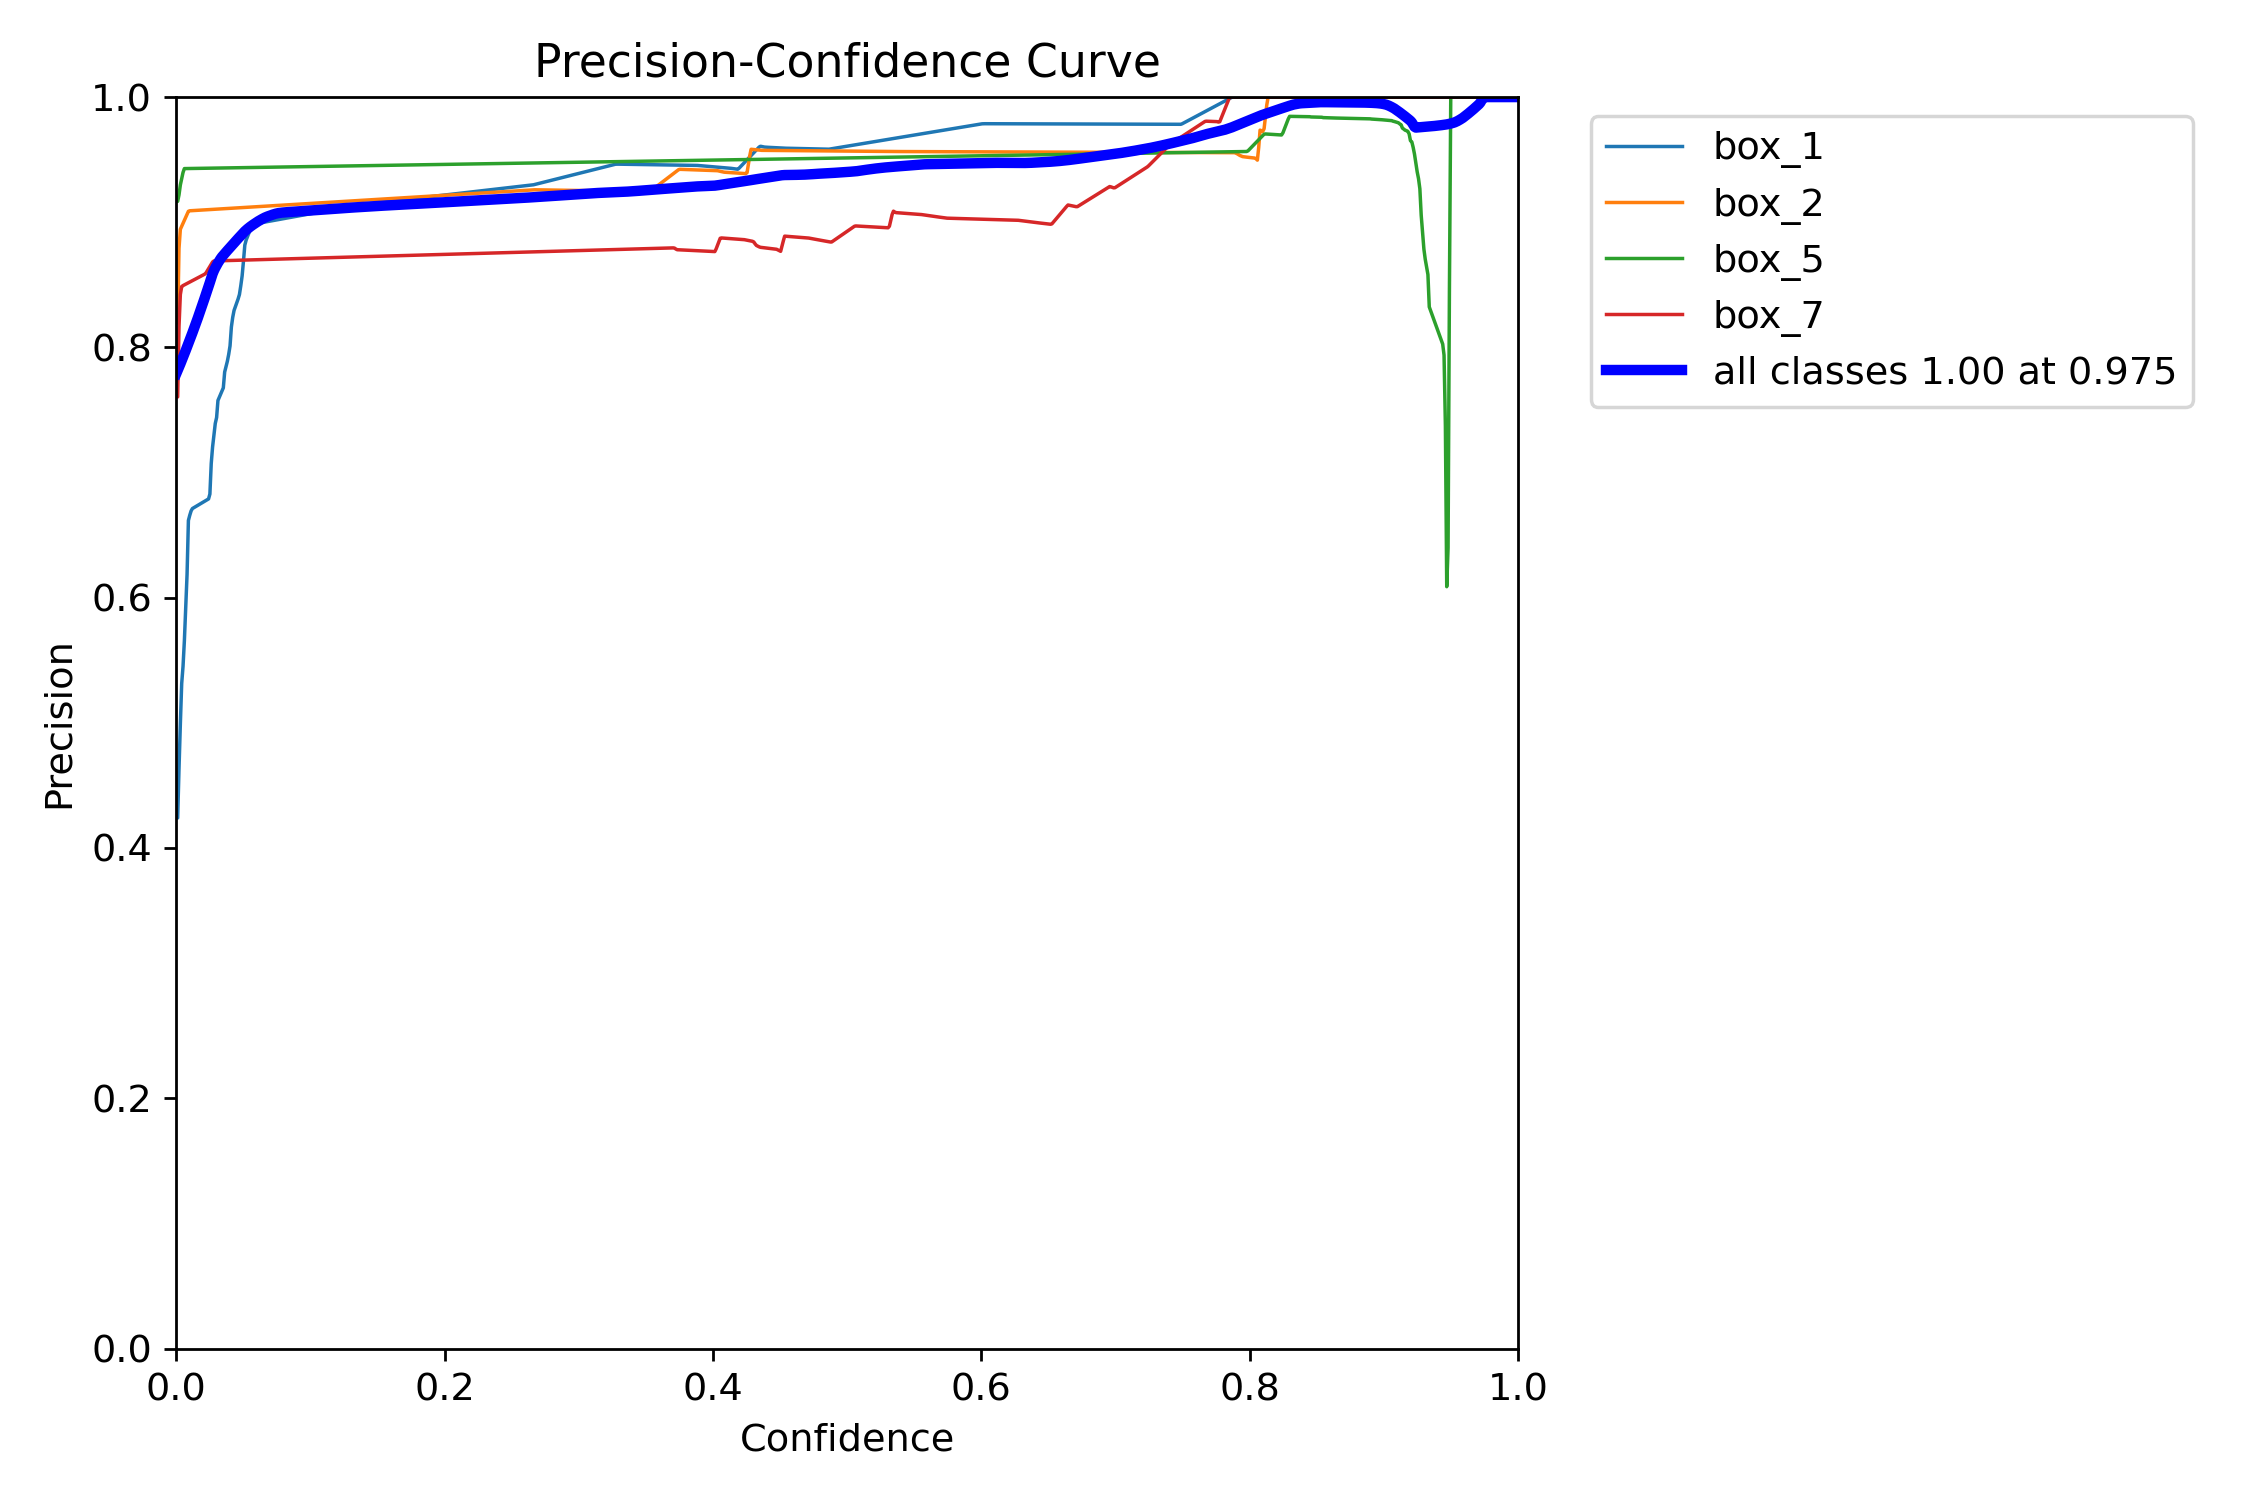 Precision-Confidence Curve
1.0
0.8
0.6
0.4
0.2
0.0
Precision
0.0 0.2 0.4 0.6 0.8 1.0
Confidence
box_1
box_2
box_5
box_7
all classes 1.00 at 0.975